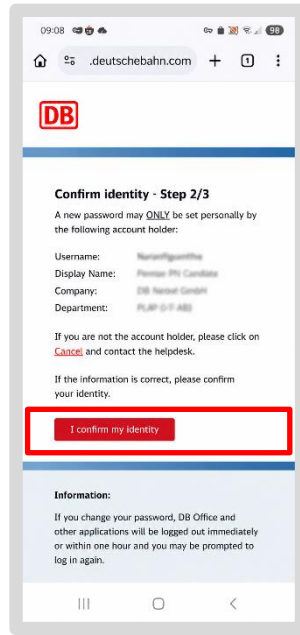 09:08
98
.deutschebahn.com
1
DB
Confirm identity - Step 2/3
A new password may ONLY be set personally by
the following account holder:
Username:
Display Name:
Company:
Department:
If you are not the account holder, please click on
Cancel and contact the helpdesk.
If the information is correct, please confirm
your identity.
I confirm my identity
Information:
If you change your password, DB Office and
other applications will be logged out immediately
or within one hour and you may be prompted to
log in again.